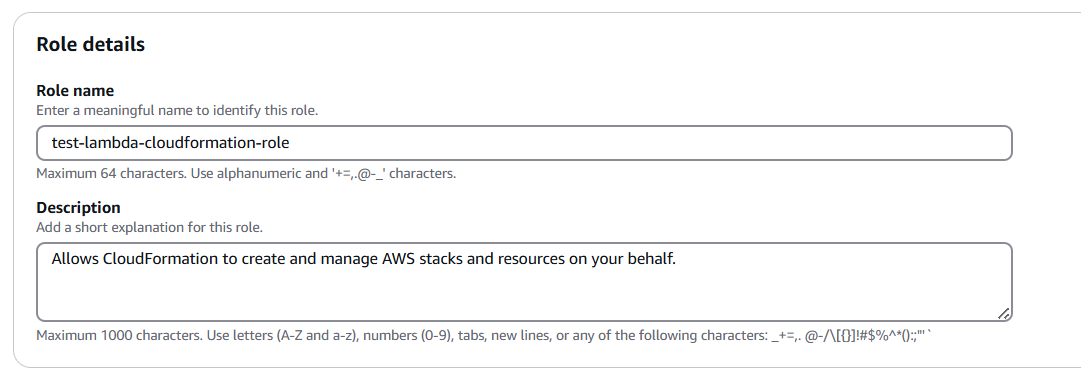 Role details
Role name
Enter a meaningful name to identify this role.
test-lambda-cloudformation-role
Maximum 64 characters. Use alphanumeric and '+=,.@-_' characters.
Description
Add a short explanation for this role.
Allows CloudFormation to create and manage AWS stacks and resources on your behalf.
Maximum 1000 characters. Use letters (A-Z and a-z), numbers (0-9), tabs, new lines, or any of the following characters: _+=,. @-/\[{}]!#$%^*();:"'`